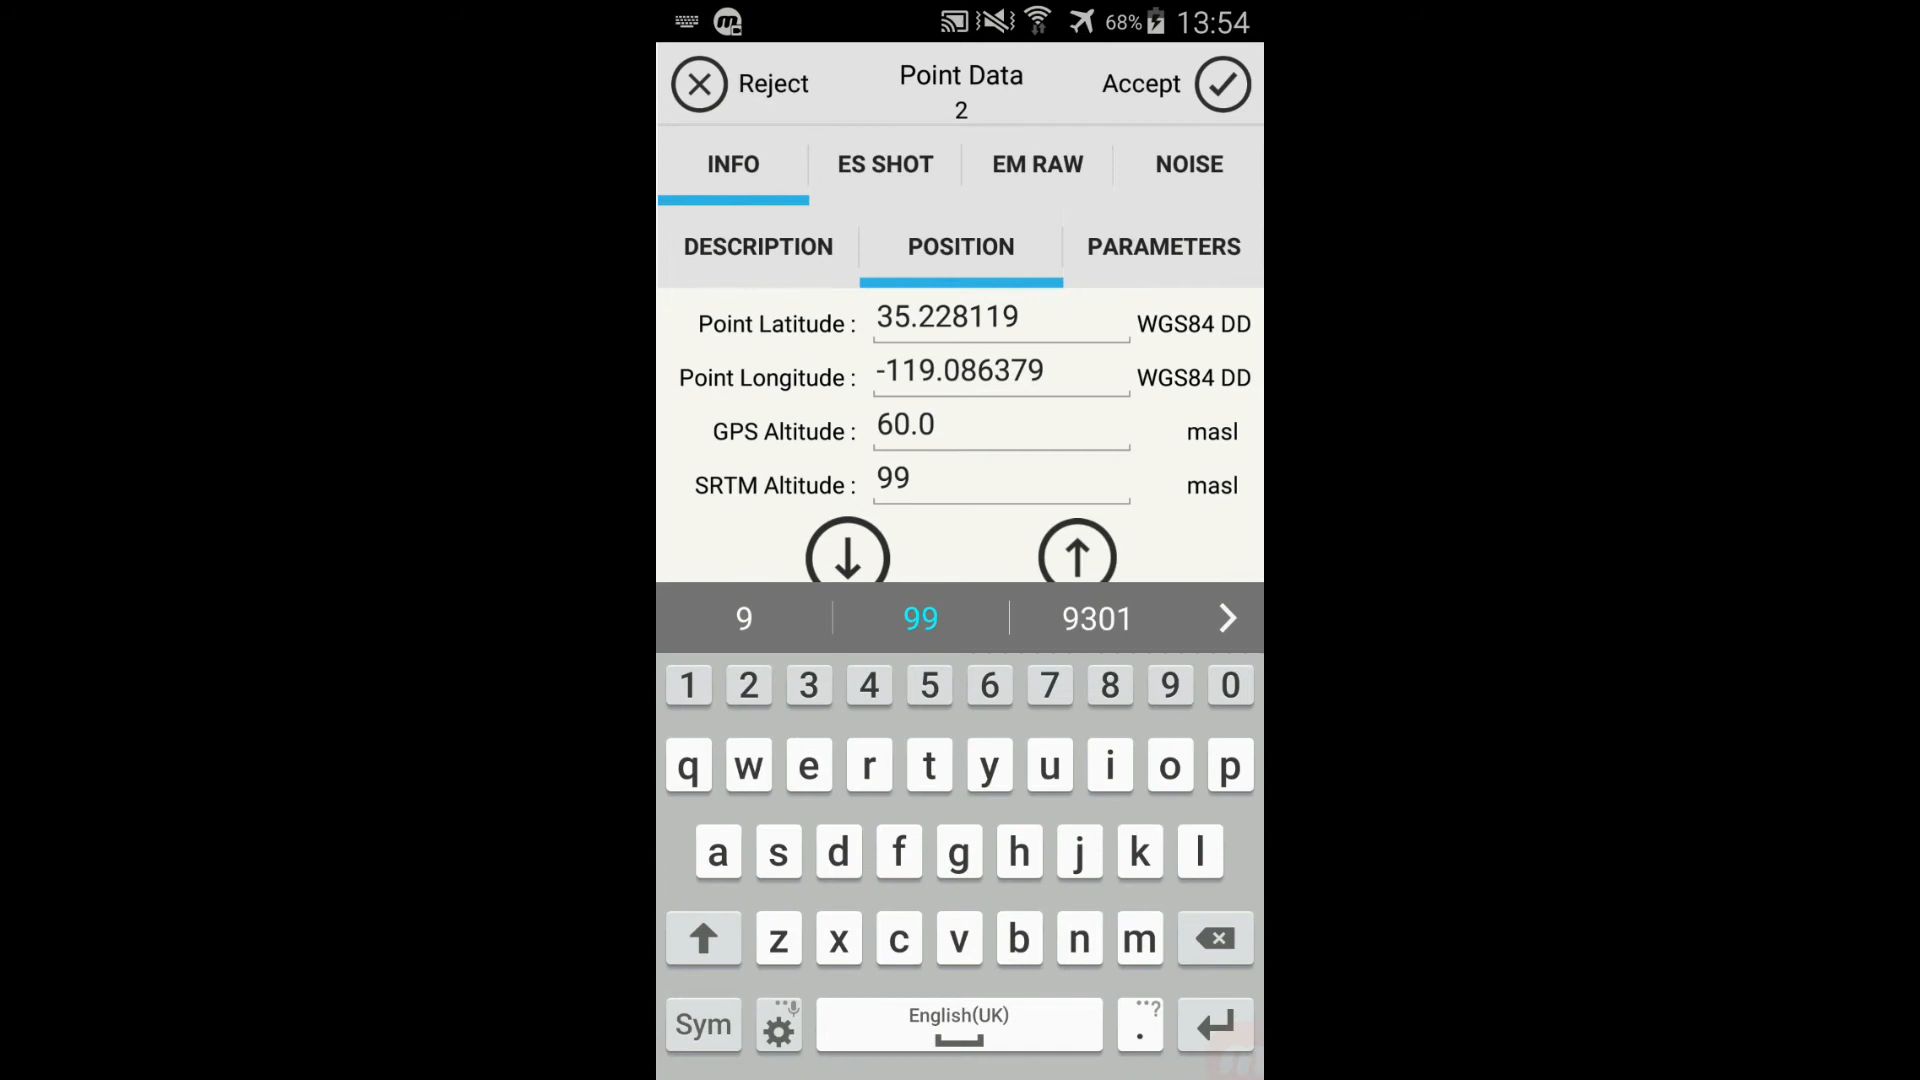 68% 13:54
Reject Point Data Accept
2
INFO ES SHOT EM RAW NOISE
DESCRIPTION POSITION PARAMETERS
Point Latitude : 35.228119 WGS84 DD
Point Longitude : -119.086379 WGS84 DD
GPS Altitude : 60.0 masl
SRTM Altitude : 99 masl
9 99 9301
1 2 3 4 5 6 7 8 9 0
q w e r t y u i o p
a s d f g h j k l
z x c v b n m
Sym English(UK) . ?